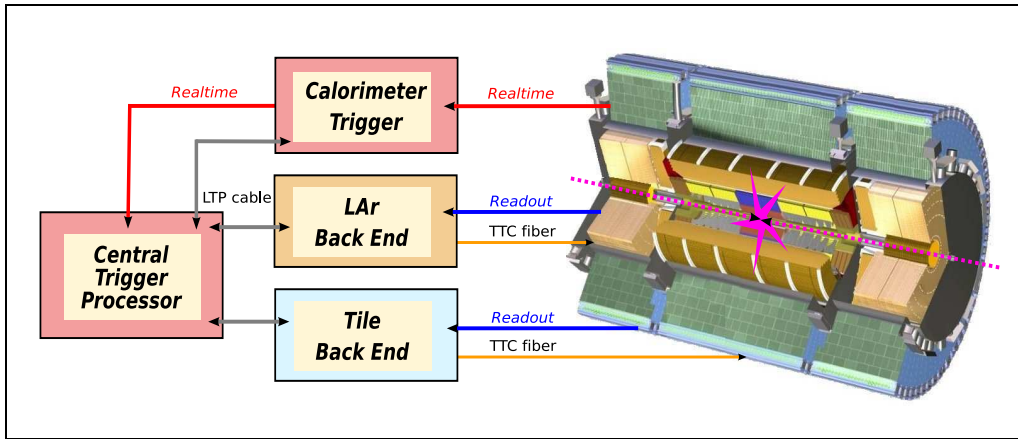 Realtime
Calorimeter
Trigger
Realtime
LTP cable
LAr
Back End
Readout
TTC fiber
Central
Trigger
Processor
Tile
Back End
Readout
TTC fiber